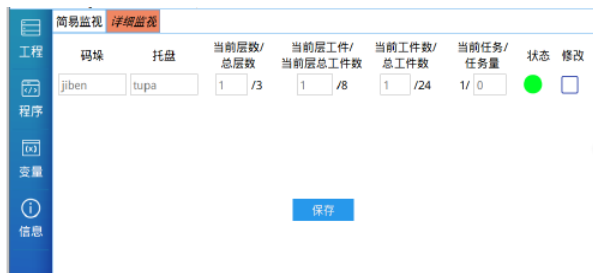 工程
程序
变量
信息
简易监视 详细监视
码垛 托盘 当前层数/总层数 当前层工件/当前层总工件数 当前工件数/总工件数 当前任务/任务量 状态 修改
jiben tupa 1 /3 1 /8 1 /24 1/ 0
保存